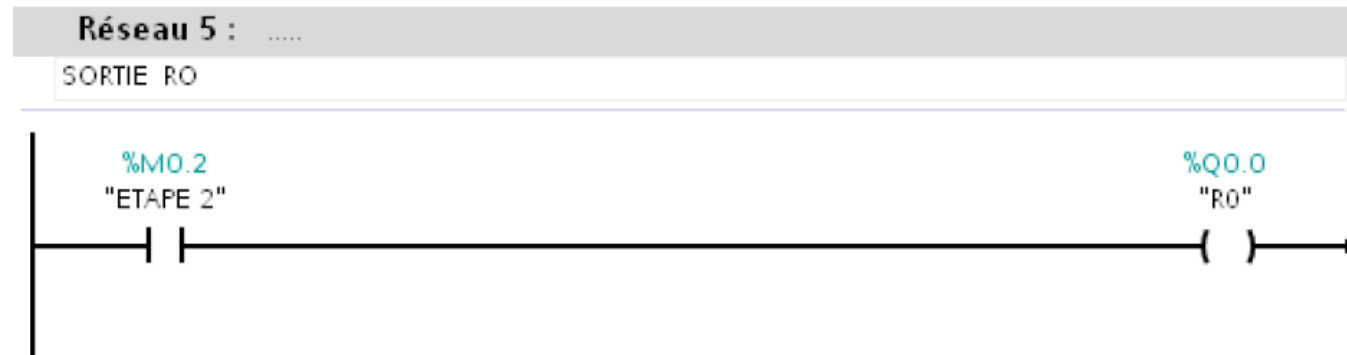 Réseau 5 : .....
SORTIE RO
%M0.2
"ETAPE 2"
%Q0.0
"R0"